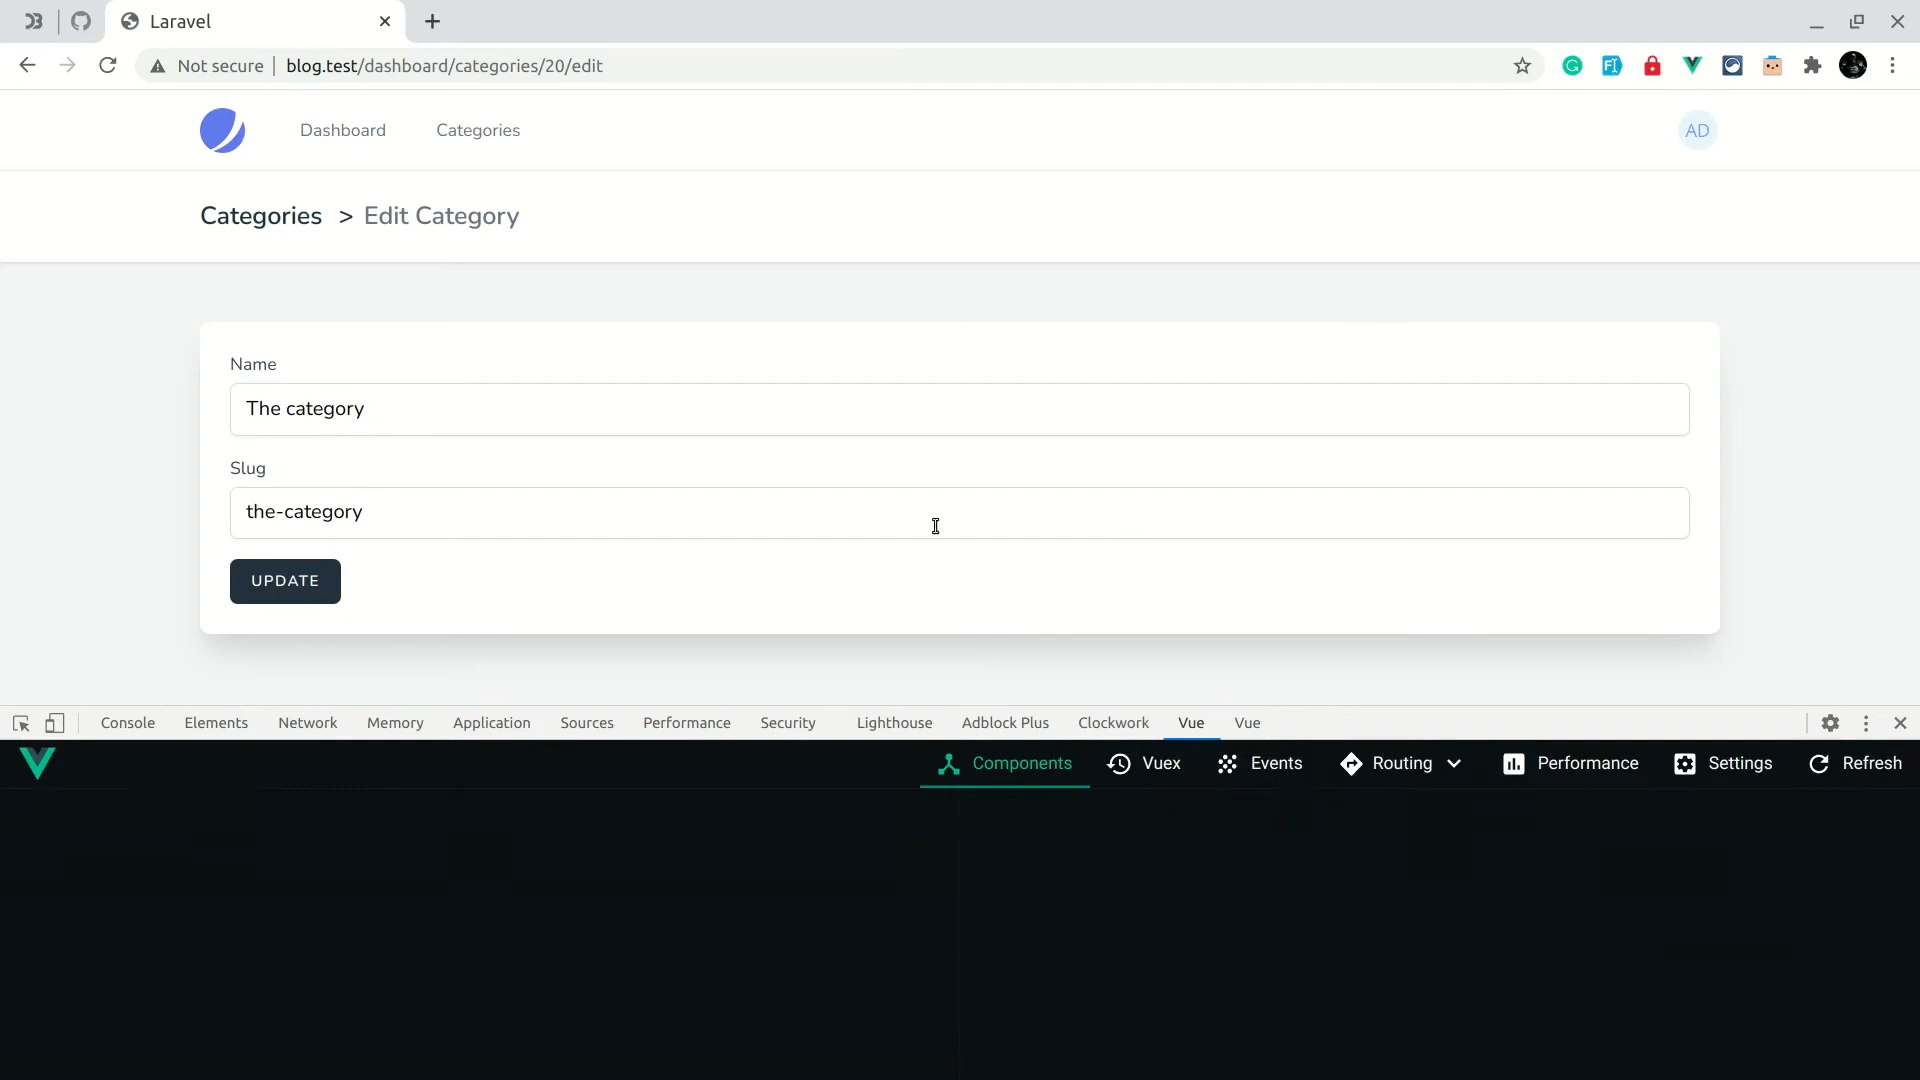 Laravel
Not secure | blog.test/dashboard/categories/20/edit
Dashboard Categories AD
Categories > Edit Category
Name
The category
Slug
the-category
UPDATE
Console Elements Network Memory Application Sources Performance Security Lighthouse Adblock Plus Clockwork Vue Vue
Components Vuex Events Routing Performance Settings Refresh